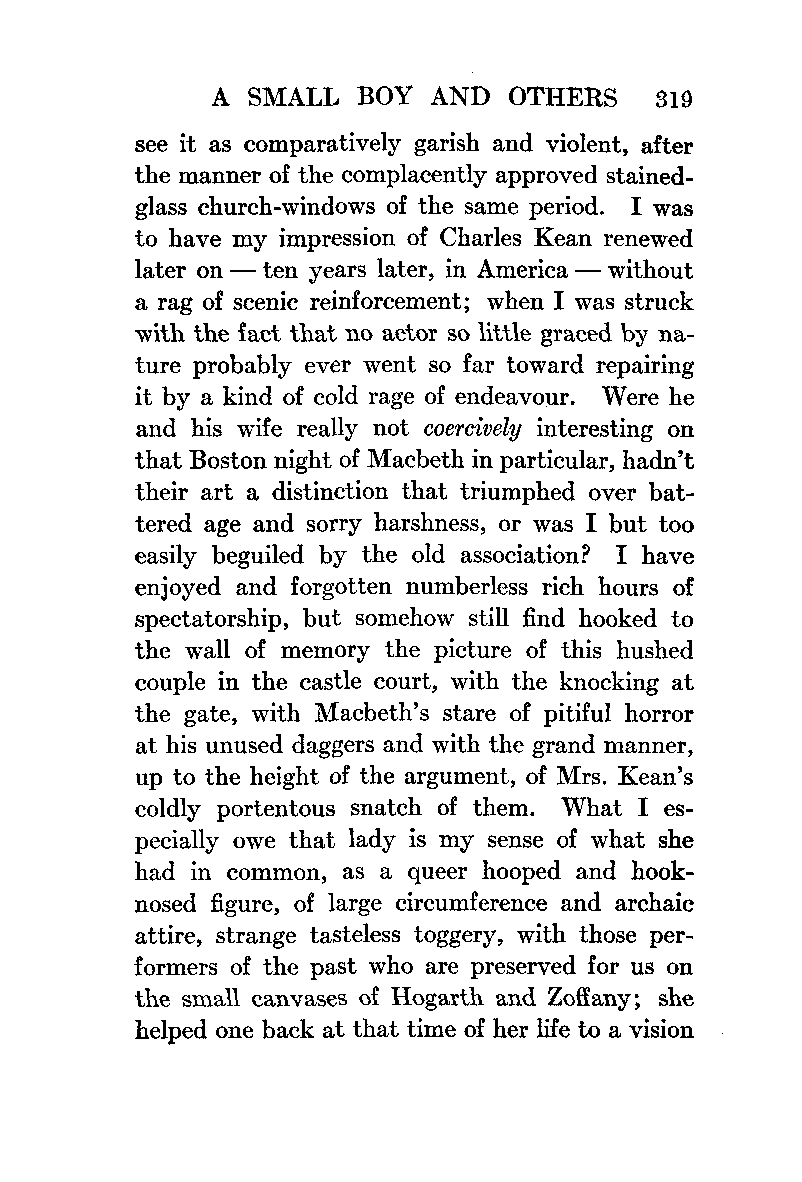 A SMALL BOY AND OTHERS 319
see it as comparatively garish and violent, after
the manner of the complacently approved stained-
glass church-windows of the same period. I was
to have my impression of Charles Kean renewed
later on — ten years later, in America — without
a rag of scenic reinforcement; when I was struck
with the fact that no actor so little graced by na-
ture probably ever went so far toward repairing
it by a kind of cold rage of endeavour. Were he
and his wife really not coercively interesting on
that Boston night of Macbeth in particular, hadn't
their art a distinction that triumphed over bat-
tered age and sorry harshness, or was I but too
easily beguiled by the old association? I have
enjoyed and forgotten numberless rich hours of
spectatorship, but somehow still find hooked to
the wall of memory the picture of this hushed
couple in the castle court, with the knocking at
the gate, with Macbeth's stare of pitiful horror
at his unused daggers and with the grand manner,
up to the height of the argument, of Mrs. Kean's
coldly portentous snatch of them. What I es-
pecially owe that lady is my sense of what she
had in common, as a queer hooped and hook-
nosed figure, of large circumference and archaic
attire, strange tasteless toggery, with those per-
formers of the past who are preserved for us on
the small canvases of Hogarth and Zoffany; she
helped one back at that time of her life to a vision